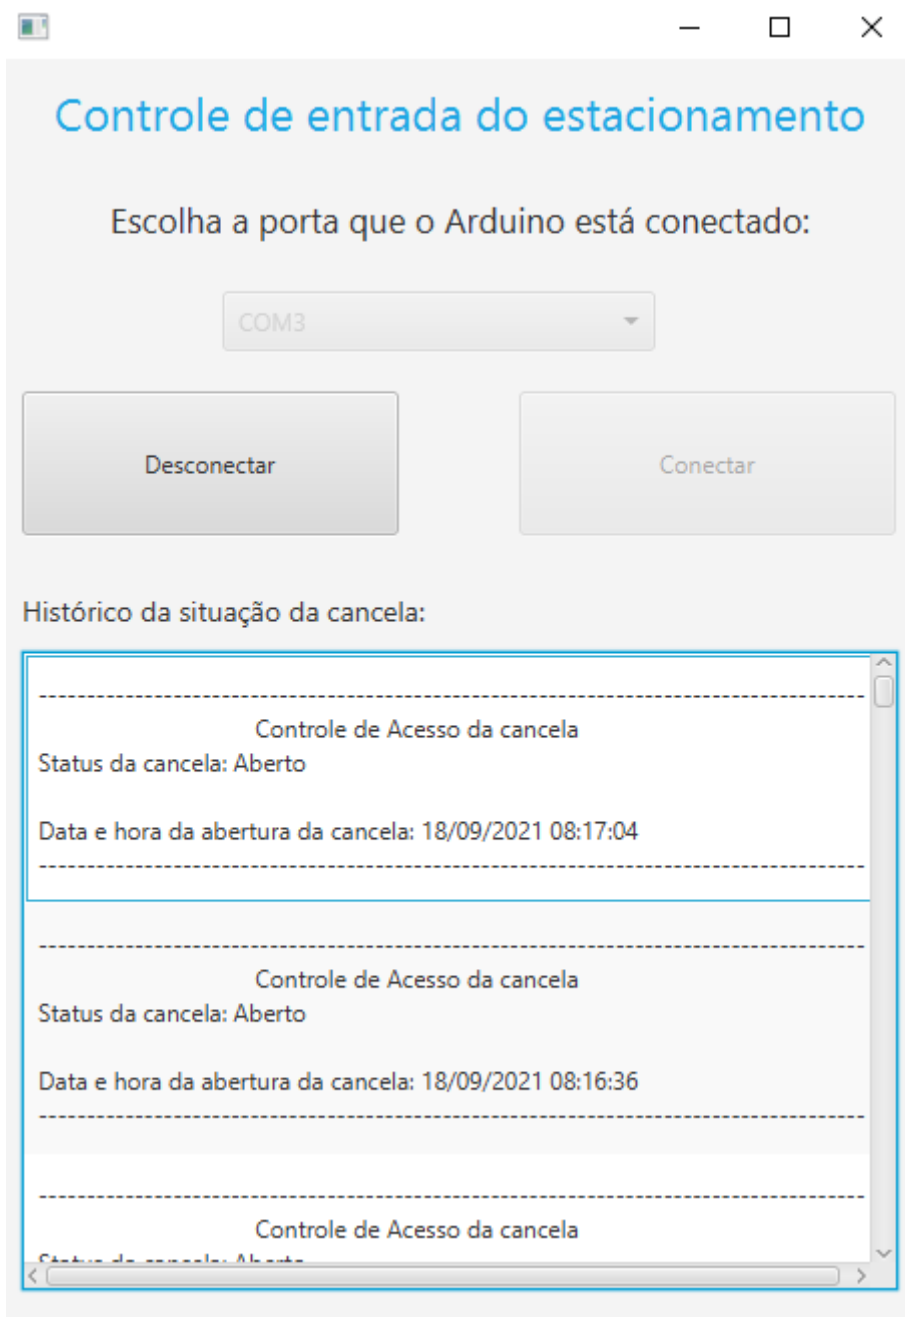 Controle de entrada do estacionamento
Escolha a porta que o Arduino está conectado:
COM3
Desconectar
Conectar
Histórico da situação da cancela:
--------------------------------------------------------------------------------------
Controle de Acesso da cancela
Status da cancela: Aberto
Data e hora da abertura da cancela: 18/09/2021 08:17:04
--------------------------------------------------------------------------------------
--------------------------------------------------------------------------------------
Controle de Acesso da cancela
Status da cancela: Aberto
Data e hora da abertura da cancela: 18/09/2021 08:16:36
--------------------------------------------------------------------------------------
--------------------------------------------------------------------------------------
Controle de Acesso da cancela